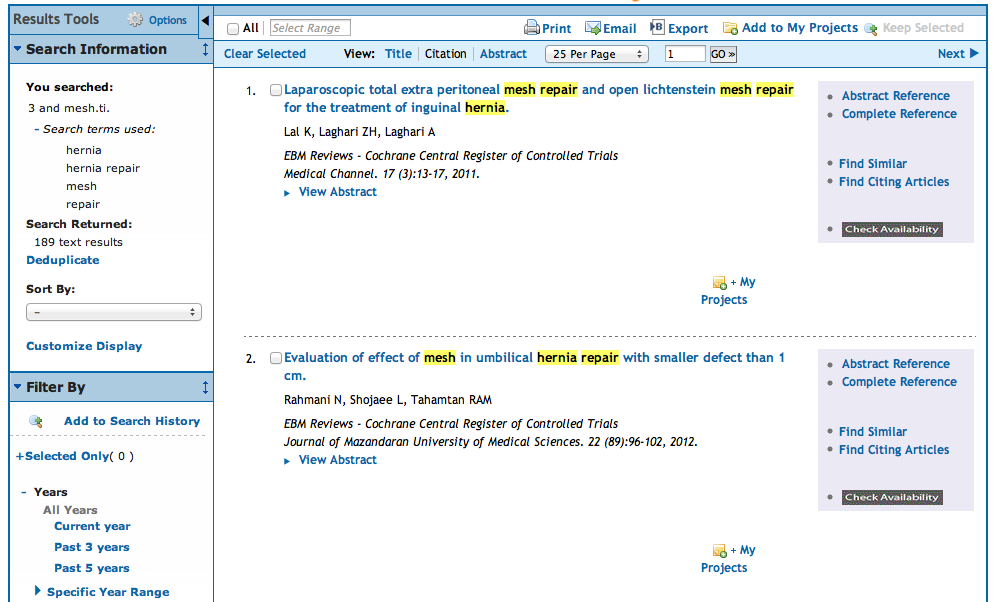 Results Tools Options
Search Information
You searched:
3 and mesh.ti.
- Search terms used:
hernia
hernia repair
mesh
repair
Search Returned:
189 text results
Deduplicate
Sort By:
–
Customize Display
Filter By
Add to Search History
+Selected Only( 0 )
– Years
All Years
Current year
Past 3 years
Past 5 years
Specific Year Range
All Select Range Print Email Export Add to My Projects Keep Selected
Clear Selected View: Title Citation Abstract 25 Per Page 1 GO » Next
1. Laparoscopic total extra peritoneal mesh repair and open lichtenstein mesh repair
for the treatment of inguinal hernia.
Lal K, Laghari ZH, Laghari A
EBM Reviews - Cochrane Central Register of Controlled Trials
Medical Channel. 17 (3):13-17, 2011.
View Abstract
• Abstract Reference
• Complete Reference
• Find Similar
• Find Citing Articles
• Check Availability
+ My
Projects
2. Evaluation of effect of mesh in umbilical hernia repair with smaller defect than 1
cm.
Rahmani N, Shojaee L, Tahamtan RAM
EBM Reviews - Cochrane Central Register of Controlled Trials
Journal of Mazandaran University of Medical Sciences. 22 (89):96-102, 2012.
View Abstract
• Abstract Reference
• Complete Reference
• Find Similar
• Find Citing Articles
• Check Availability
+ My
Projects